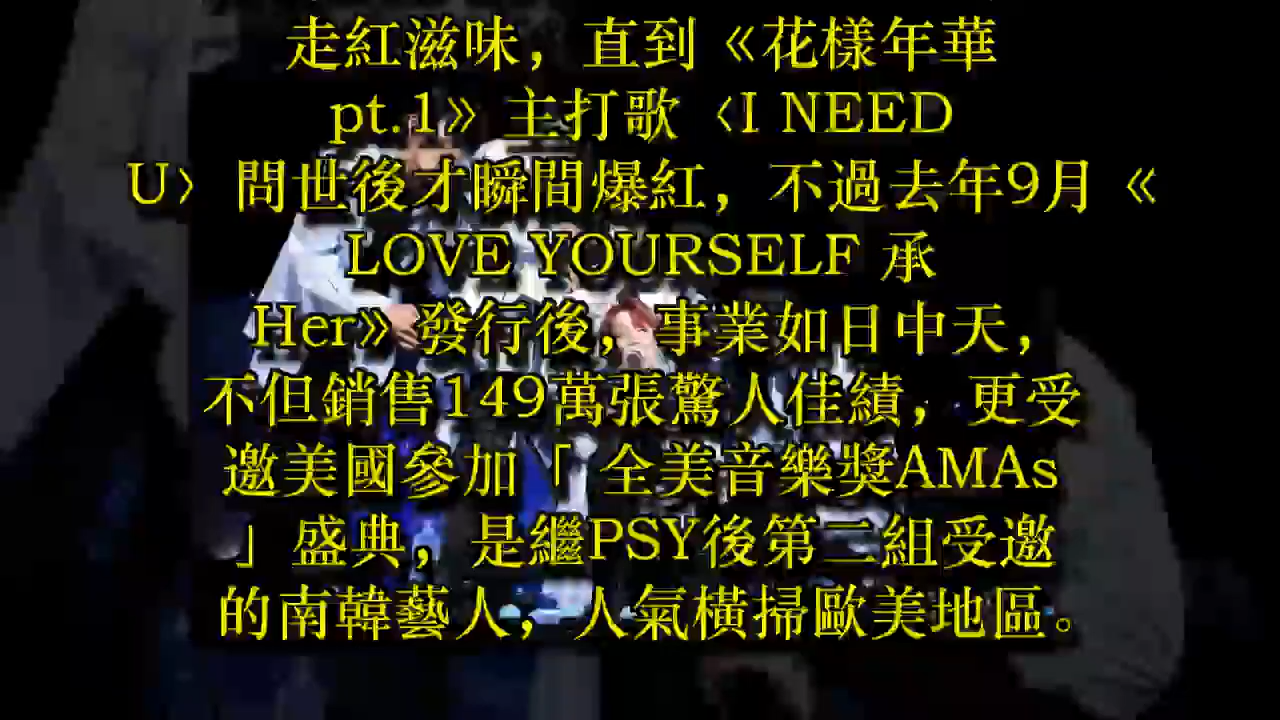 走紅滋味，直到《花樣年華
pt.1》主打歌〈I NEED
U〉問世後才瞬間爆紅，不過去年9月《
LOVE YOURSELF 承
Her》發行後，事業如日中天，
不但銷售149萬張驚人佳績，更受
邀美國參加「 全美音樂獎AMAs
」盛典，是繼PSY後第二組受邀
的南韓藝人，人氣橫掃歐美地區。